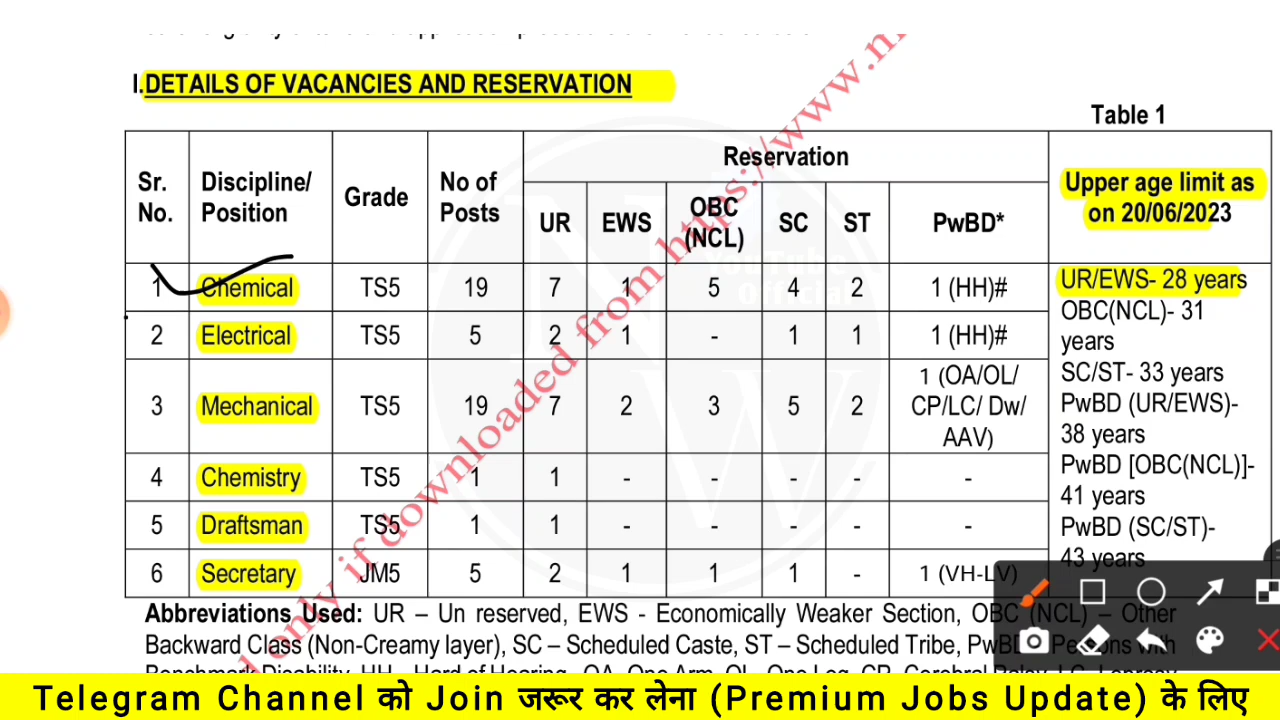 I.DETAILS OF VACANCIES AND RESERVATION
Table 1
Sr. No. Discipline/ Position Grade No of Posts Reservation Upper age limit as on 20/06/2023
UR EWS OBC (NCL) SC ST PwBD*
1 Chemical TS5 19 7 1 5 4 2 1 (HH)#
2 Electrical TS5 5 2 1 - 1 1 1 (HH)#
3 Mechanical TS5 19 7 2 3 5 2 1 (OA/OL/ CP/LC/ Dw/ AAV)
4 Chemistry TS5 1 1 - - - - -
5 Draftsman TS5 1 1 - - - - -
6 Secretary JM5 5 2 1 1 1 - 1 (VH-LV)
UR/EWS- 28 years
OBC(NCL)- 31
years
SC/ST- 33 years
PwBD (UR/EWS)-
38 years
PwBD [OBC(NCL)]-
41 years
PwBD (SC/ST)-
43 years
Abbreviations Used: UR – Un reserved, EWS - Economically Weaker Section, OBC (NCL) – Other
Backward Class (Non-Creamy layer), SC – Scheduled Caste, ST – Scheduled Tribe, PwBD - Persons with
only if downloaded from https://www.n
YouTube
Official
NW
Telegram Channel को Join जरूर कर लेना (Premium Jobs Update) के लिए